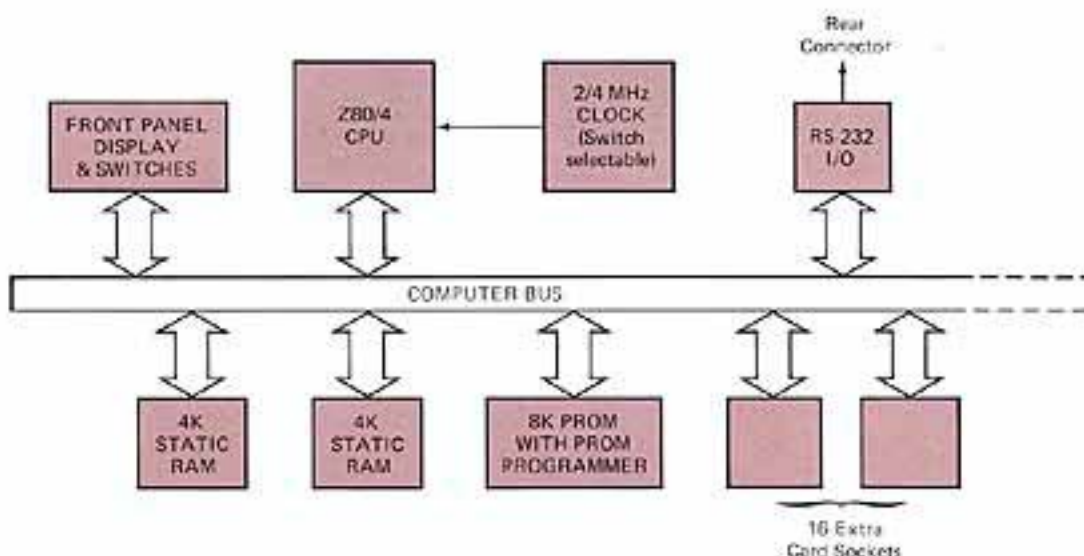 Rear
Connector
FRONT PANEL
DISPLAY
& SWITCHES
Z80/4
CPU
2/4 MHz
CLOCK
(Switch
selectable)
RS 232
I/O
COMPUTER BUS
4K
STATIC
RAM
4K
STATIC
RAM
8K PROM
WITH PROM
PROGRAMMER
16 Extra
Card Sockets